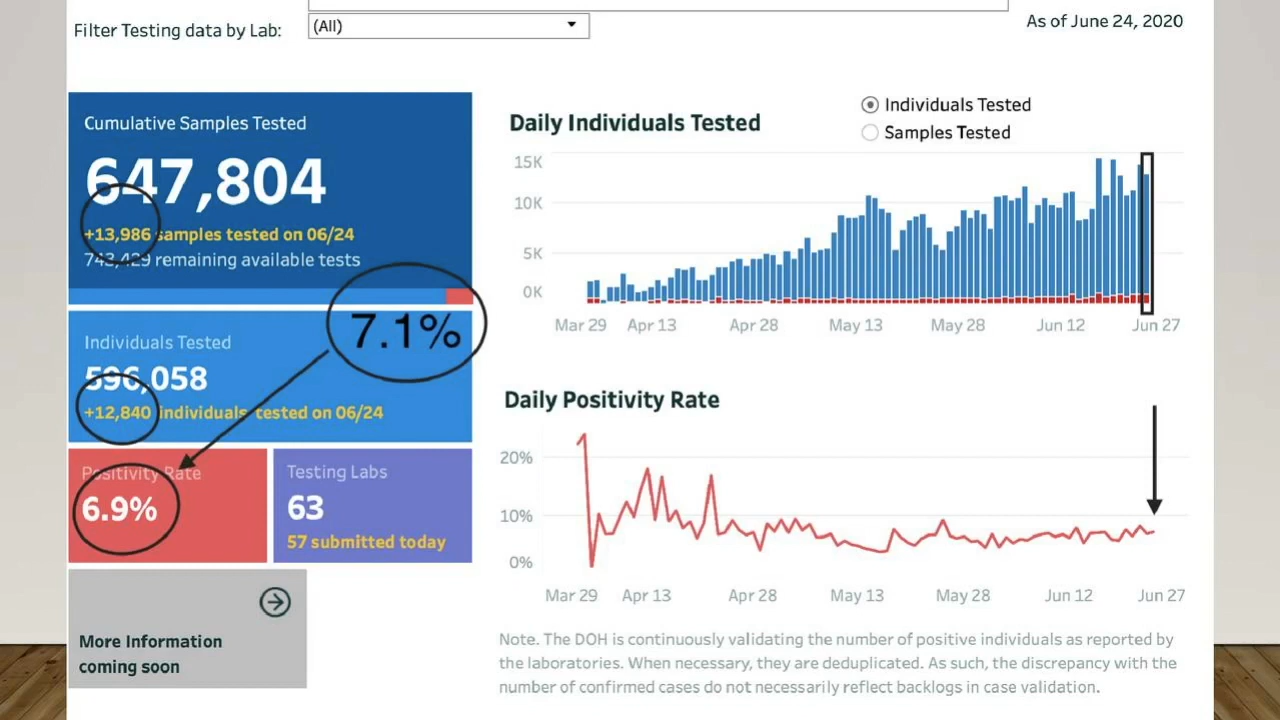 Filter Testing data by Lab:
(All)
As of June 24, 2020
Cumulative Samples Tested
647,804
+13,986 samples tested on 06/24
743,429 remaining available tests
7.1%
Individuals Tested
596,058
+12,840 individuals tested on 06/24
Positivity Rate
6.9%
Testing Labs
63
57 submitted today
More Information
coming soon
Daily Individuals Tested
Individuals Tested
Samples Tested
15K
10K
5K
0K
Mar 29 Apr 13 Apr 28 May 13 May 28 Jun 12 Jun 27
Daily Positivity Rate
20%
10%
0%
Mar 29 Apr 13 Apr 28 May 13 May 28 Jun 12 Jun 27
Note. The DOH is continuously validating the number of positive individuals as reported by
the laboratories. When necessary, they are deduplicated. As such, the discrepancy with the
number of confirmed cases do not necessarily reflect backlogs in case validation.